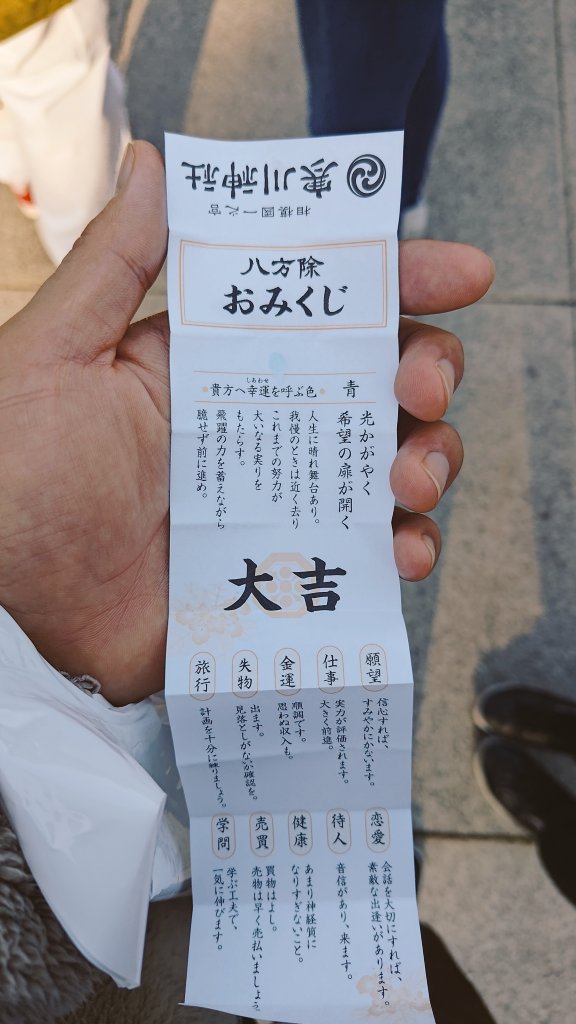 寒川神社
相模國一之宮
八方除
おみくじ
貴方へ幸運を呼ぶ色
しあわせ
青
光かがやく
希望の扉が開く
人生に晴れ舞台あり。
我慢のときは近く去り
これまでの努力が
大いなる実りを
もたらす。
飛躍の力を蓄えながら
臆せず前に進め。
大吉
願望
信心すれば、
すみやかにかないます。
仕事
実力が評価されます。
大きく前進。
金運
順調です。
思わぬ収入も。
失物
出ます。
見落としがないか確認を。
旅行
計画を十分に練りましょう。
恋愛
会話を大切にすれば、
素敵な出逢いがあります。
待人
音信があり、来ます。
健康
あまり神経質に
なりすぎないこと。
売買
買物はよし。
売物は早く売払いましょう
学問
学ぶ工夫で、
一気に伸びます。